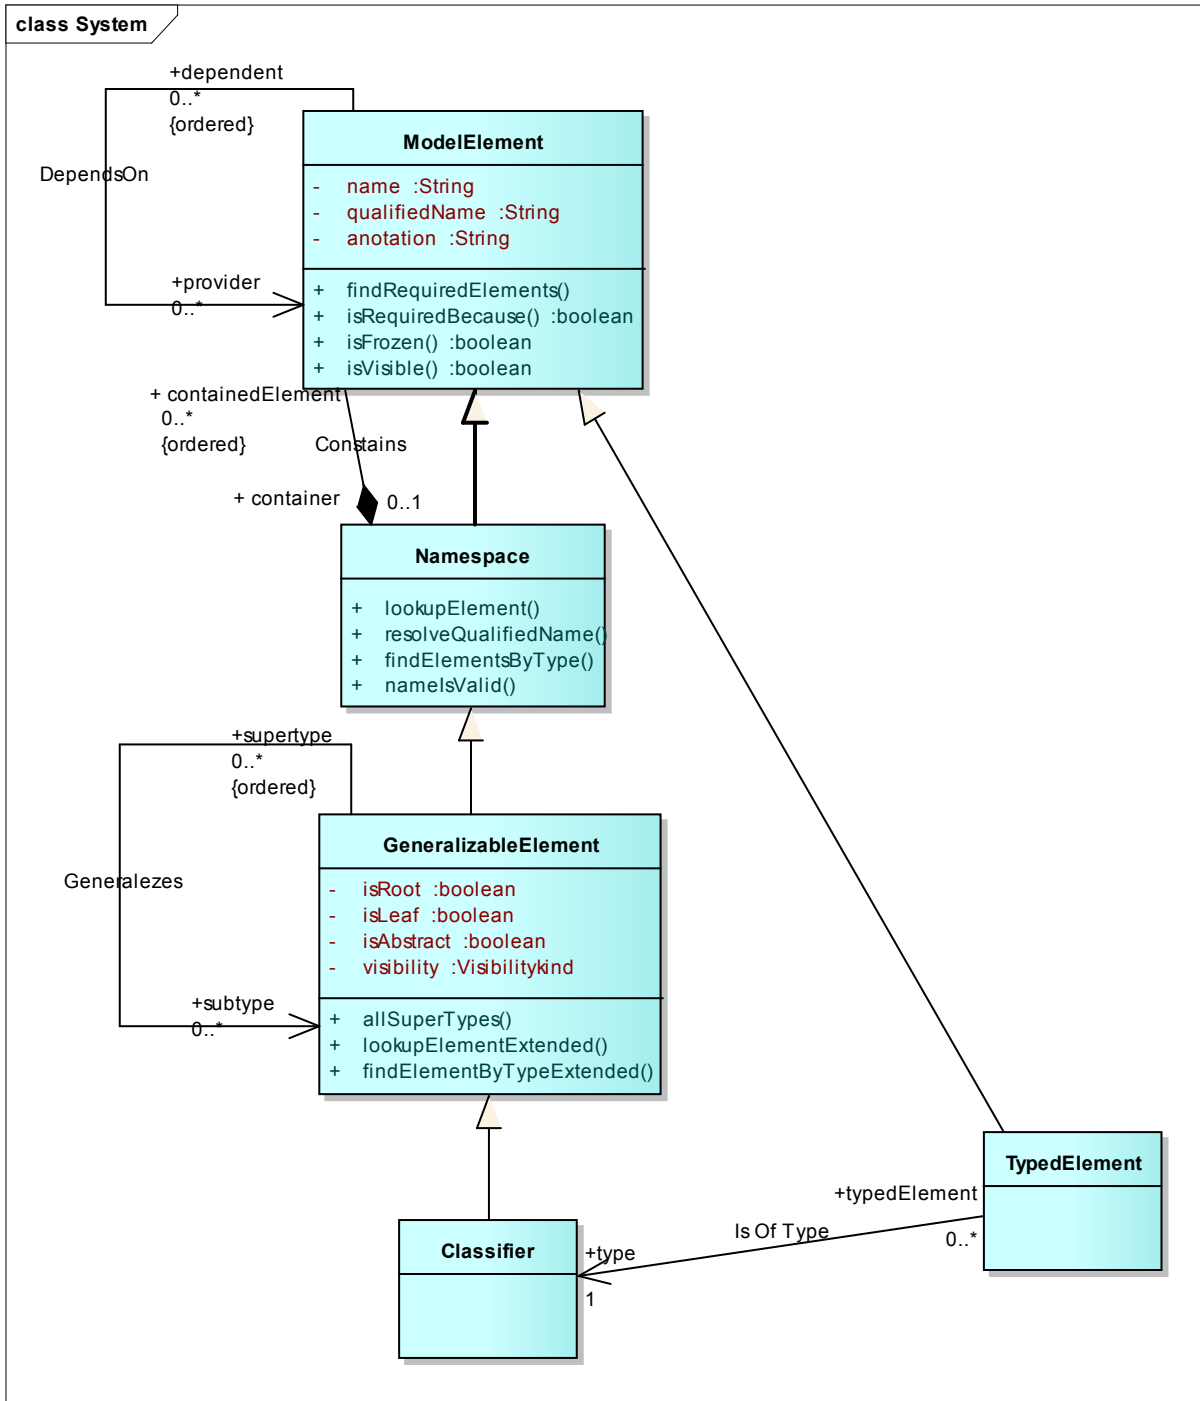 class System
+dependent
0..*
{ordered}
DependsOn
+provider
0..*
ModelElement
- name :String
- qualifiedName :String
- anotation :String
+ findRequiredElements()
+ isRequiredBecause() :boolean
+ isFrozen() :boolean
+ isVisible() :boolean
+ containedElement
0..*
{ordered}
Constains
+ container
0..1
Namespace
+ lookupElement()
+ resolveQualifiedName()
+ findElementsByType()
+ nameIsValid()
+supertype
0..*
{ordered}
Generalezes
+subtype
0..*
GeneralizableElement
- isRoot :boolean
- isLeaf :boolean
- isAbstract :boolean
- visibility :Visibilitykind
+ allSuperTypes()
+ lookupElementExtended()
+ findElementByTypeExtended()
TypedElement
+typedElement
0..*
Is Of Type
+type
1
Classifier